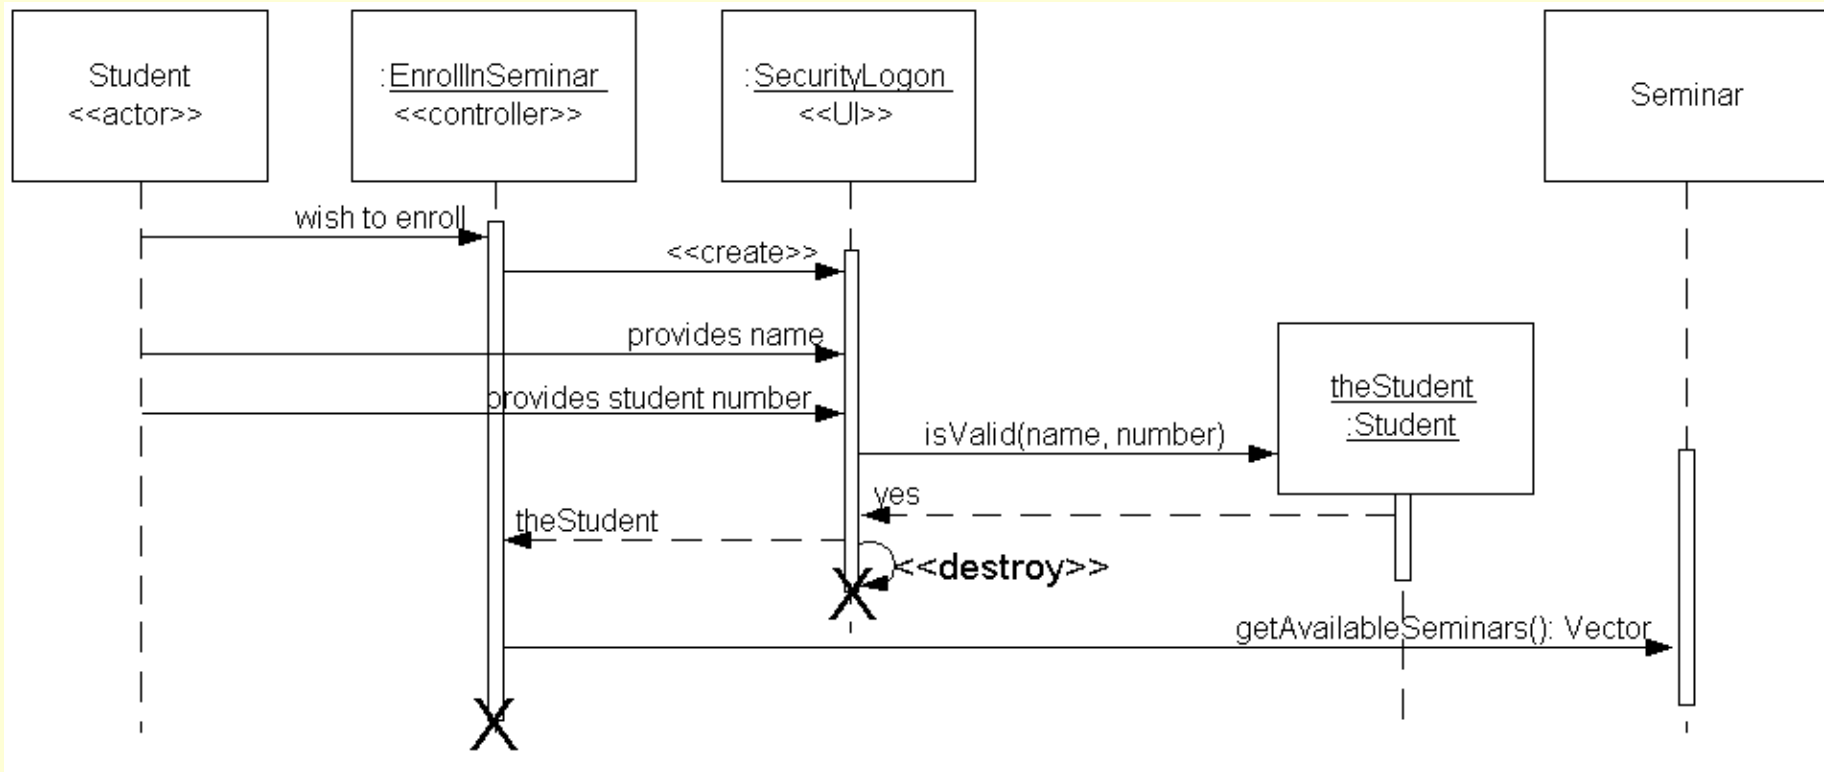 Student
<<actor>>
:EnrollInSeminar
<<controller>>
:SecurityLogon
<<UI>>
Seminar
wish to enroll
<<create>>
provides name
provides student number
theStudent
:Student
isValid(name, number)
yes
theStudent
<<destroy>>
getAvailableSeminars(): Vector